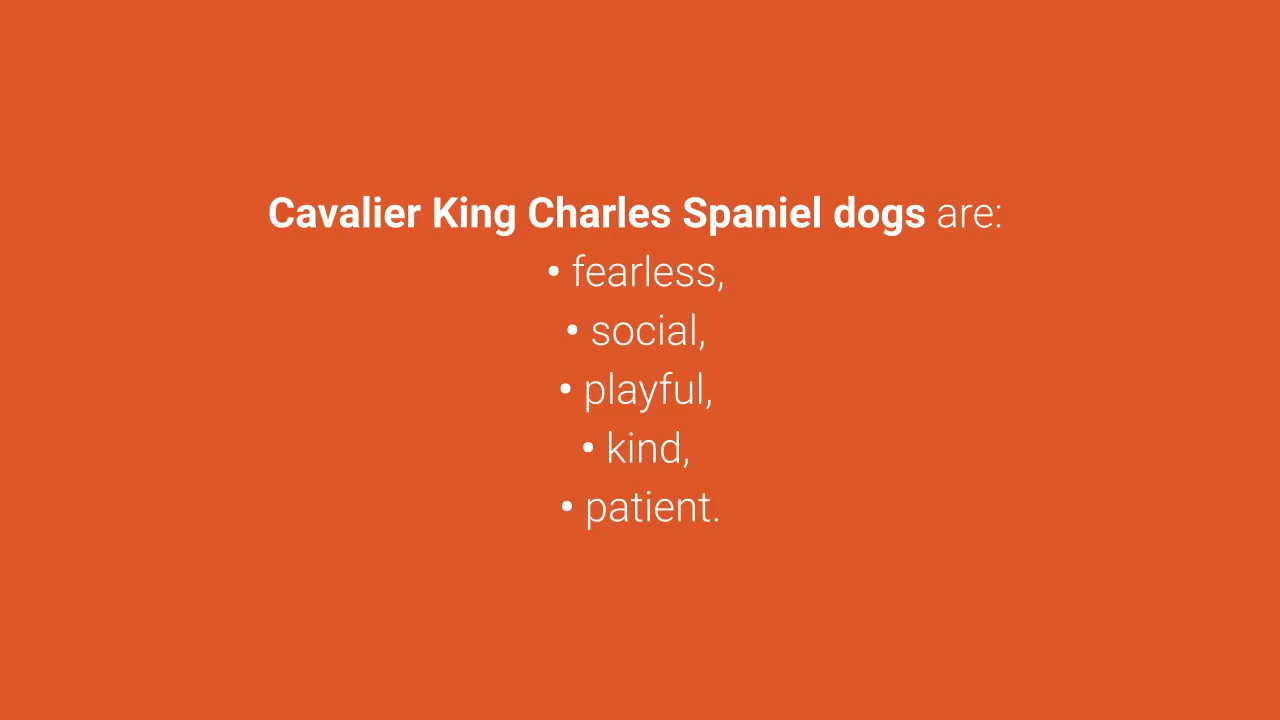 Cavalier King Charles Spaniel dogs are:
• fearless,
• social,
• playful,
• kind,
• patient.